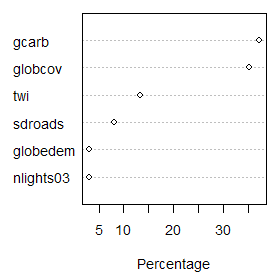 gcarb
globcov
twi
sdroads
globedem
nlights03
5 10 20 30
Percentage